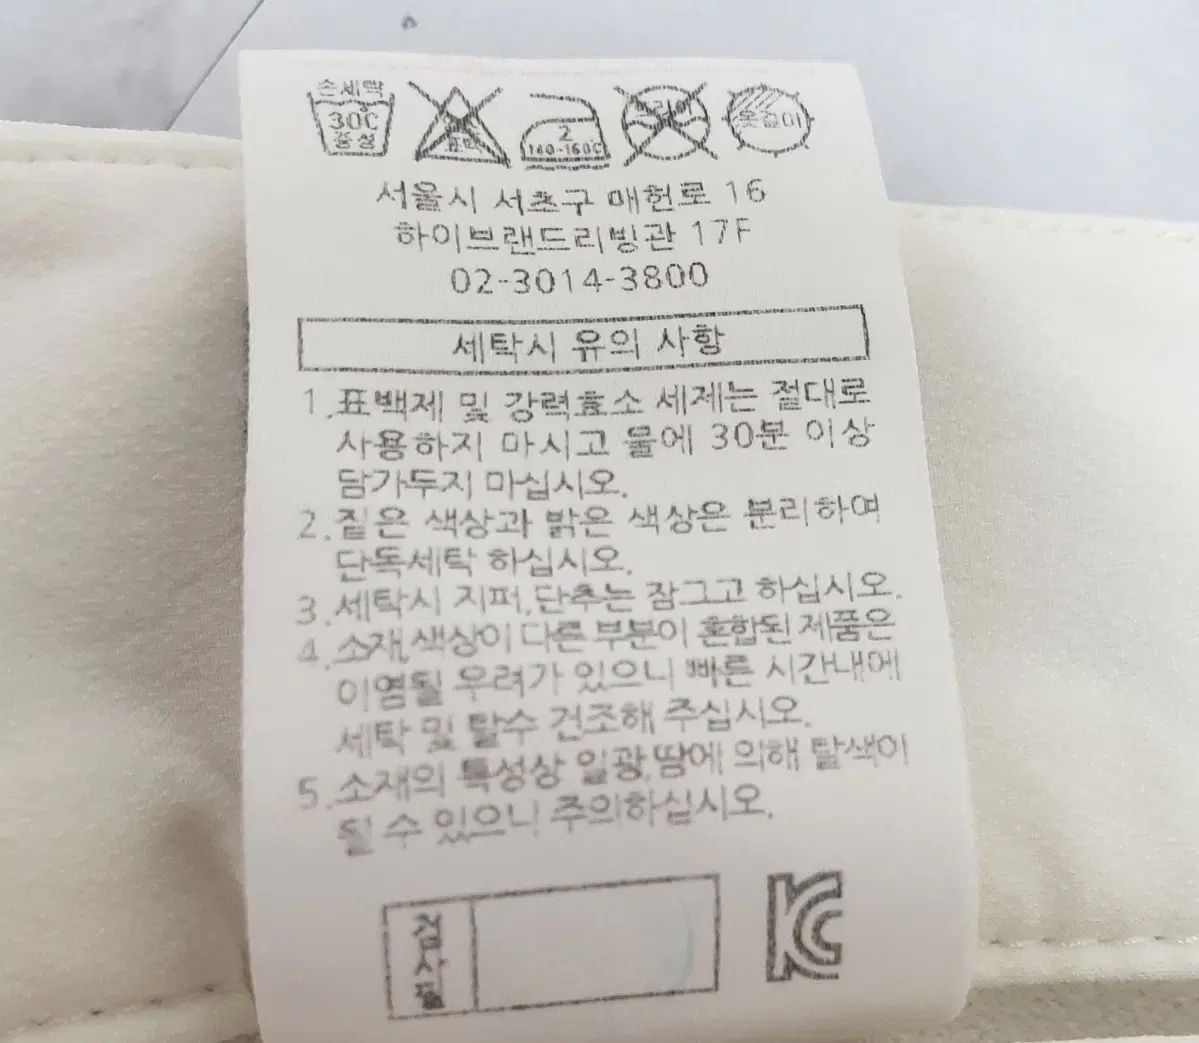 손세탁
30℃
중성
표백
2
140-160℃
드라이
옷걸이
서울시 서초구 매헌로 16
하이브랜드리빙관 17F
02-3014-3800
세탁시 유의 사항
1.표백제 및 강력효소 세제는 절대로
사용하지 마시고 물에 30분 이상
담가두지 마십시오.
2.짙은 색상과 밝은 색상은 분리하여
단독세탁 하십시오.
3.세탁시 지퍼,단추는 잠그고 하십시오.
4.소재,색상이 다른 부분이 혼합된 제품은
이염될 우려가 있으니 빠른 시간내에
세탁 및 탈수 건조해 주십시오.
5.소재의 특성상 일광,땀에 의해 탈색이
될 수 있으니 주의하십시오.
검사필
KC